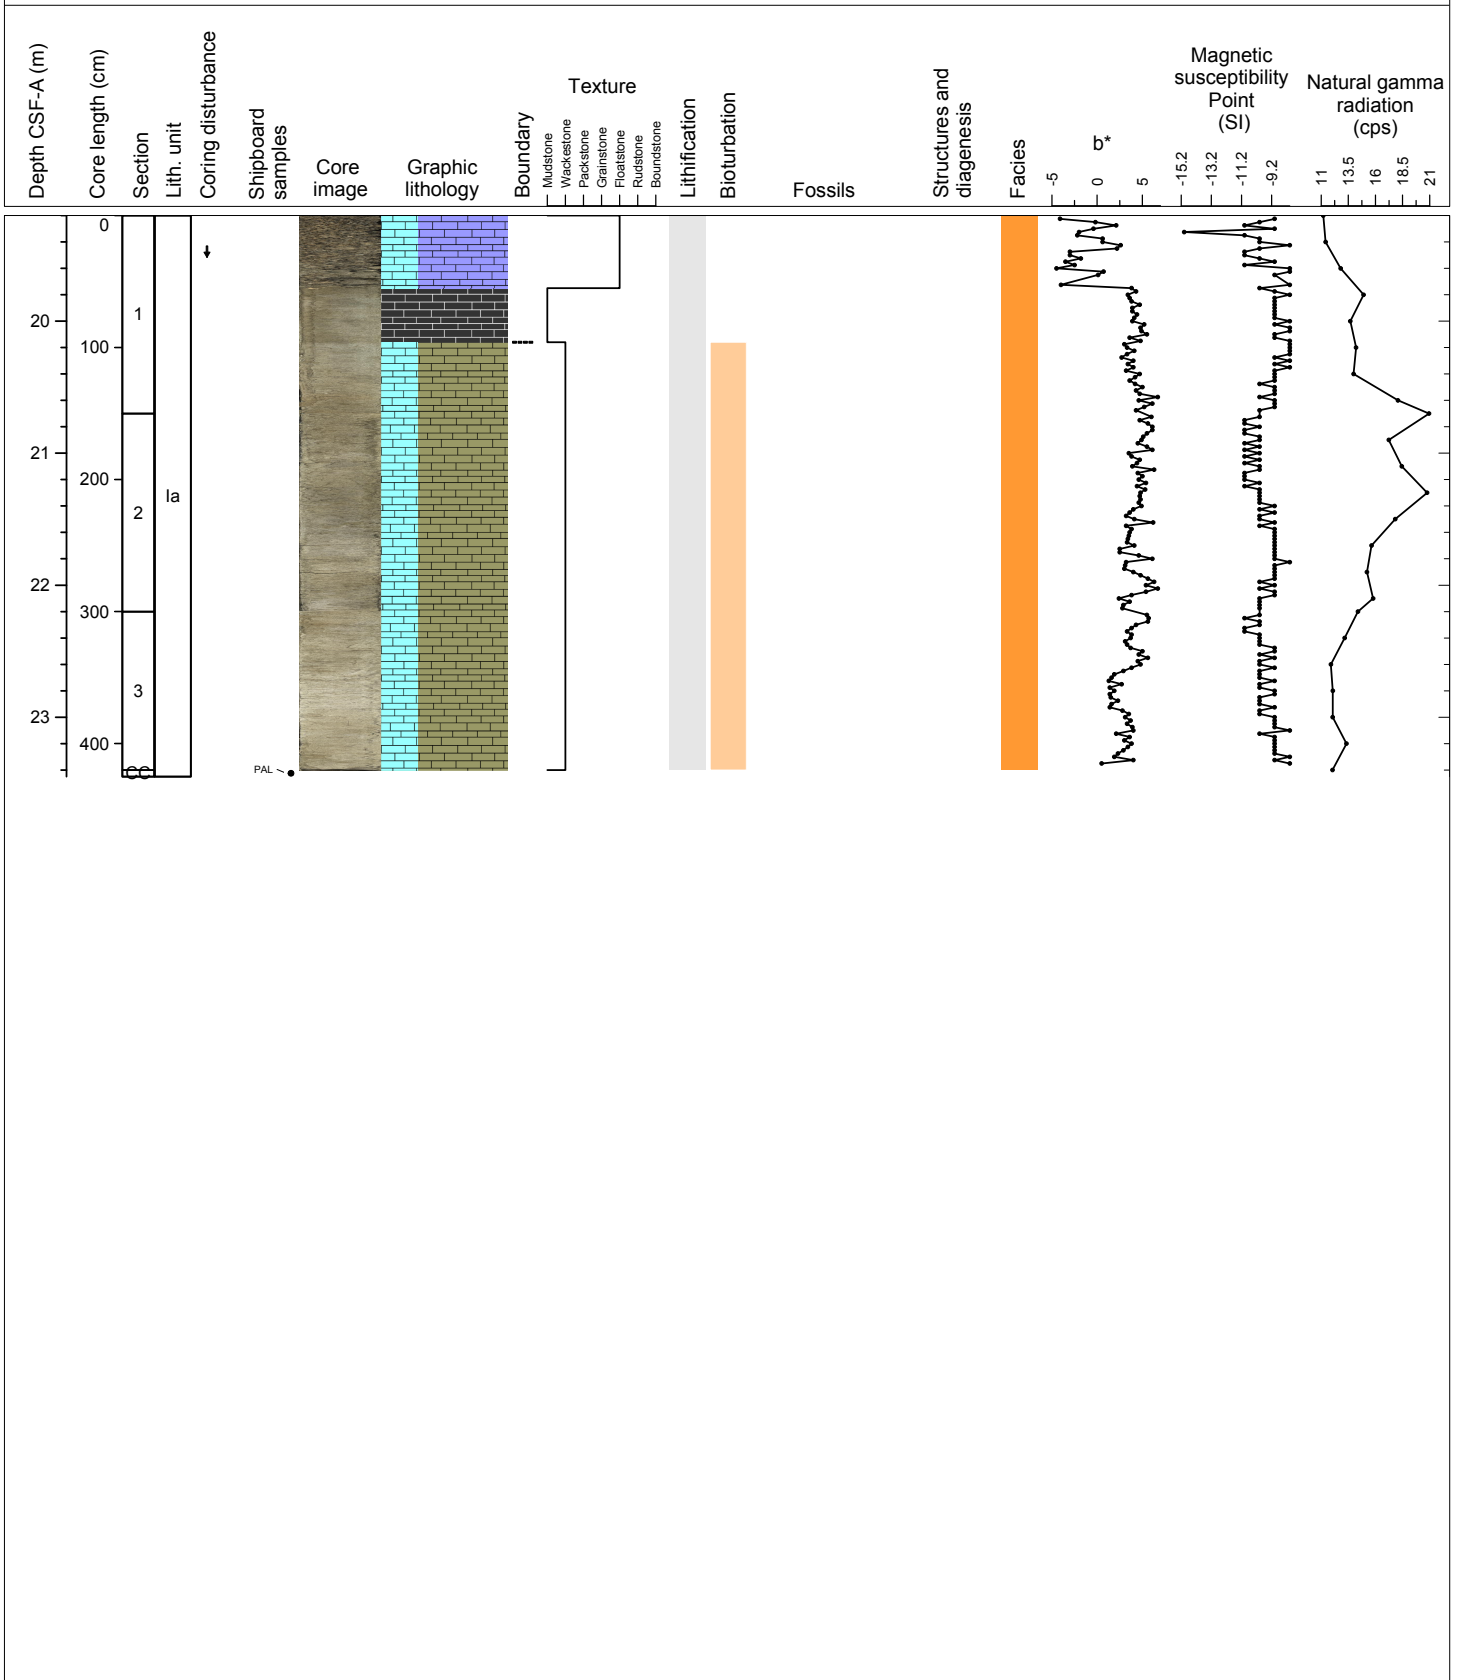 Depth CSF-A (m)
Core length (cm)
Section
Lith. unit
Coring disturbance
Shipboard
samples
Core
image
Graphic
lithology
Boundary
Texture
Mudstone
Wackestone
Packstone
Grainstone
Floatstone
Rudstone
Boundstone
Lithification
Bioturbation
Fossils
Structures and
diagenesis
Facies
b*
-5
0
5
Magnetic
susceptibility
Point
(SI)
-15.2
-13.2
-11.2
-9.2
Natural gamma
radiation
(cps)
11
13.5
16
18.5
21
20
21
22
23
0
100
200
300
400
1
2
3
CC
Ia
PAL